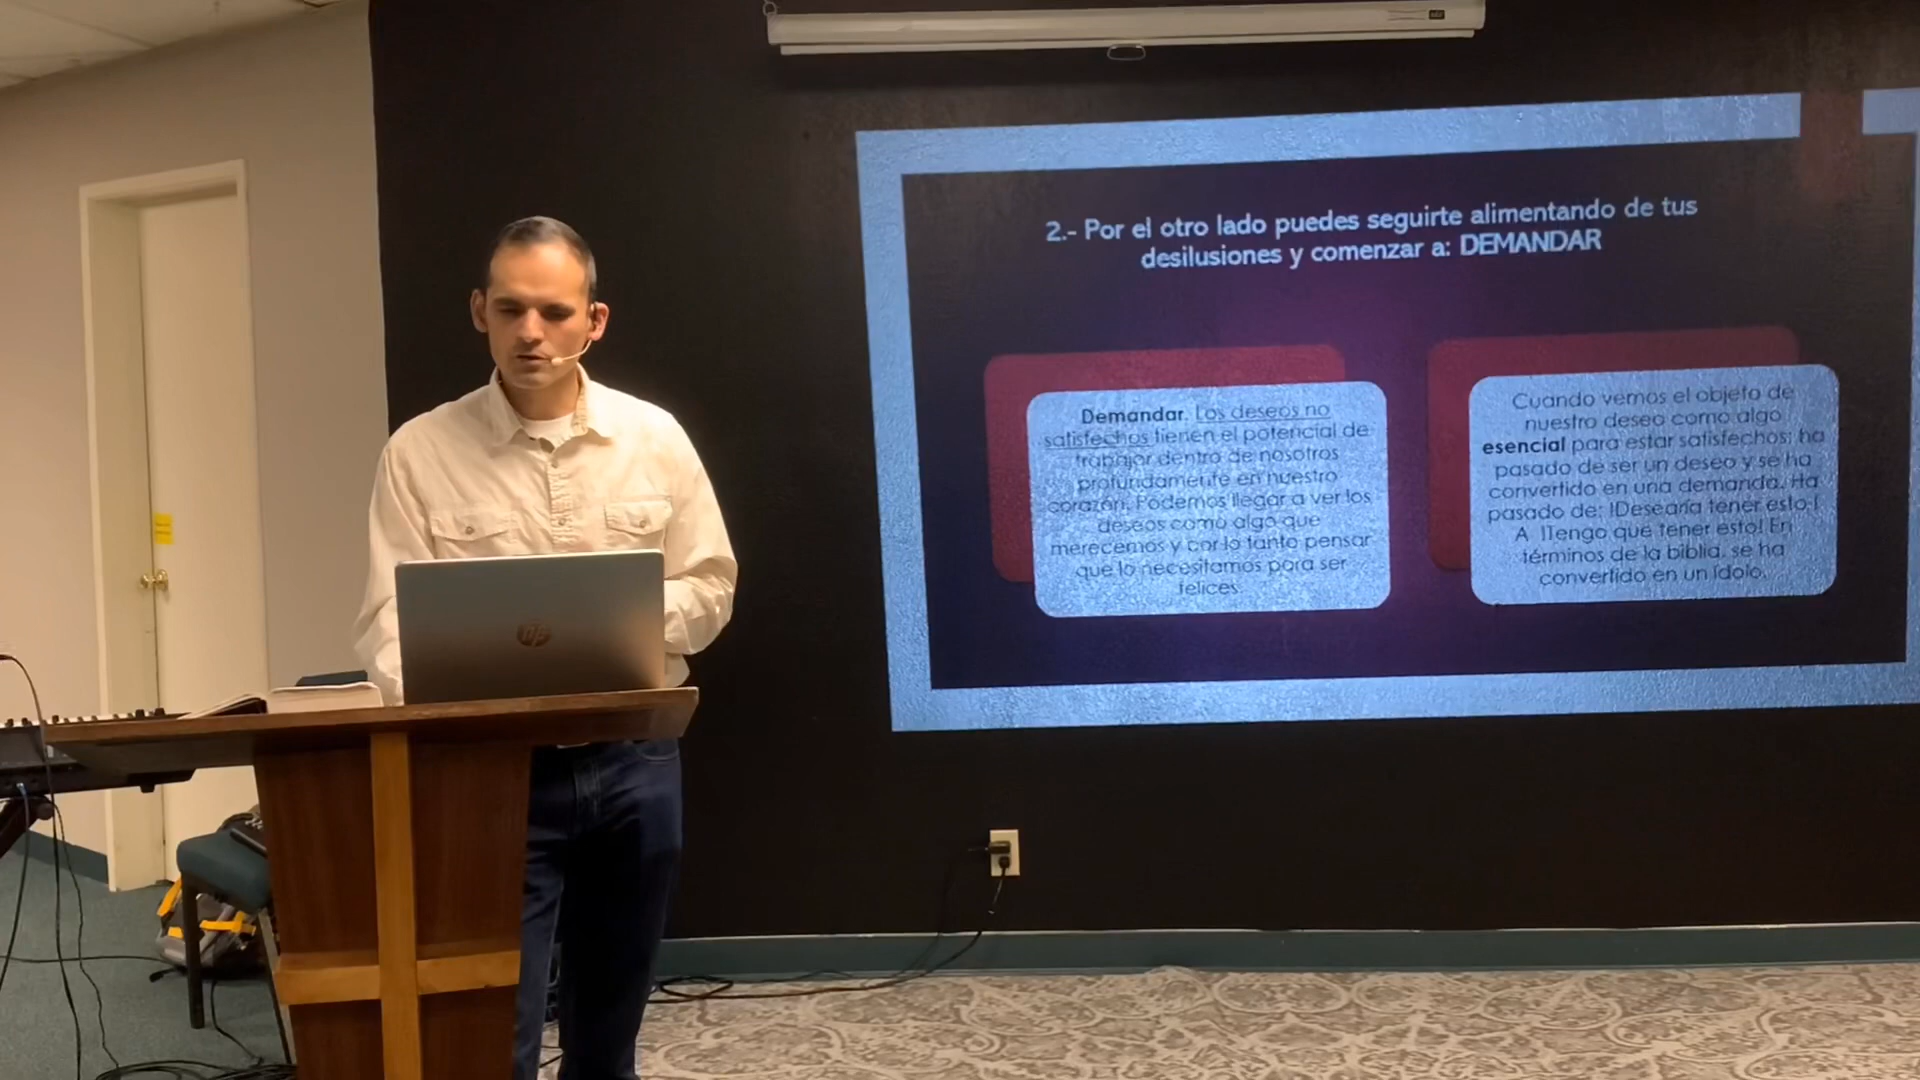 2.- Por el otro lado puedes seguirte alimentando de tus
desilusiones y comenzar a: DEMANDAR
Demandar. Los deseos no
satisfechos tienen el potencial de
trabajar dentro de nosotros
profundamente en nuestro
corazón. Podemos llegar a ver los
deseos como algo que
merecemos y por lo tanto pensar
que lo necesitamos para ser
felices.
Cuando vemos el objeto de
nuestro deseo como algo
esencial para estar satisfechos; ha
pasado de ser un deseo y se ha
convertido en una demanda. Ha
pasado de: !Desearía tener esto!
A !Tengo que tener esto! En
términos de la biblia, se ha
convertido en un ídolo.
hp